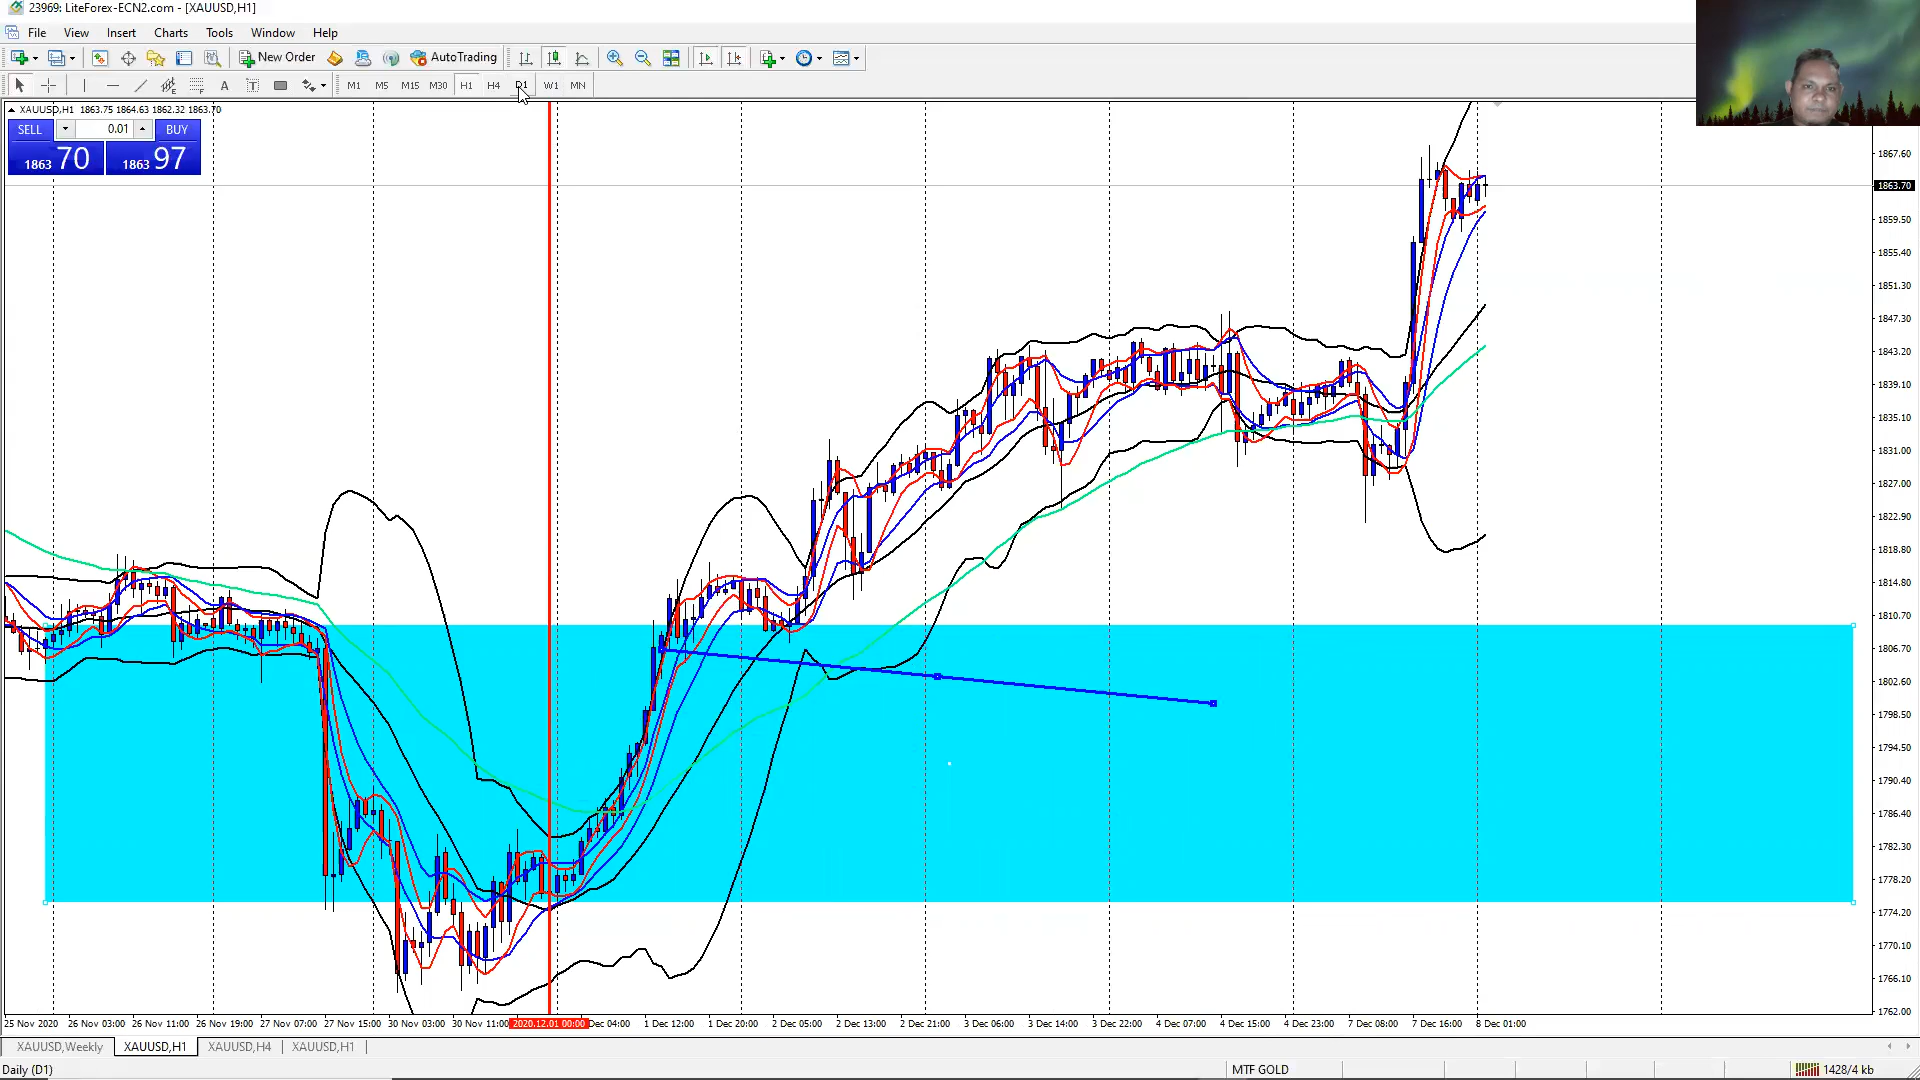 23969: LiteForex-ECN2.com - [XAUUSD,H1]
File View Insert Charts Tools Window Help
New Order AutoTrading
A T M1 M5 M15 M30 H1 H4 D1 W1 MN
XAUUSD,H1 1863.75 1864.63 1862.32 1863.70
SELL 0.01 BUY
1863 70 1863 97
1867.60
1863.70
1859.50
1855.40
1851.30
1847.30
1843.20
1839.10
1835.10
1831.00
1827.00
1822.90
1818.80
1814.80
1810.70
1806.70
1802.60
1798.50
1794.50
1790.40
1786.40
1782.30
1778.20
1774.20
1770.10
1766.10
1762.00
25 Nov 2020 26 Nov 03:00 26 Nov 11:00 26 Nov 19:00 27 Nov 07:00 27 Nov 15:00 30 Nov 03:00 30 Nov 11:00 2020.12.01 00:00 Dec 04:00 1 Dec 12:00 1 Dec 20:00 2 Dec 05:00 2 Dec 13:00 2 Dec 21:00 3 Dec 06:00 3 Dec 14:00 3 Dec 22:00 4 Dec 07:00 4 Dec 15:00 4 Dec 23:00 7 Dec 08:00 7 Dec 16:00 8 Dec 01:00
XAUUSD,Weekly XAUUSD,H1 XAUUSD,H4 XAUUSD,H1
Daily (D1) MTF GOLD 1428/4 kb